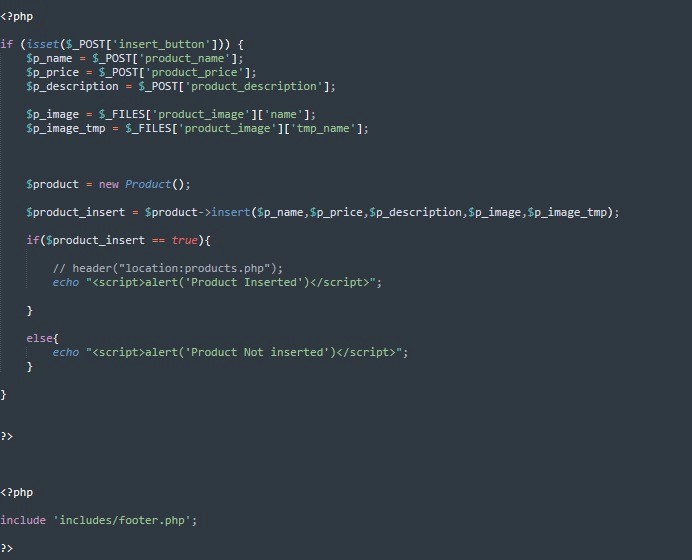 <?php
if (isset($_POST['insert_button'])) {
$p_name = $_POST['product_name'];
$p_price = $_POST['product_price'];
$p_description = $_POST['product_description'];
$p_image = $_FILES['product_image']['name'];
$p_image_tmp = $_FILES['product_image']['tmp_name'];
$product = new Product();
$product_insert = $product->insert($p_name,$p_price,$p_description,$p_image,$p_image_tmp);
if($product_insert == true){
// header("location:products.php");
echo "<script>alert('Product Inserted')</script>";
}
else{
echo "<script>alert('Product Not inserted')</script>";
}
}
?>
<?php
include 'includes/footer.php';
?>